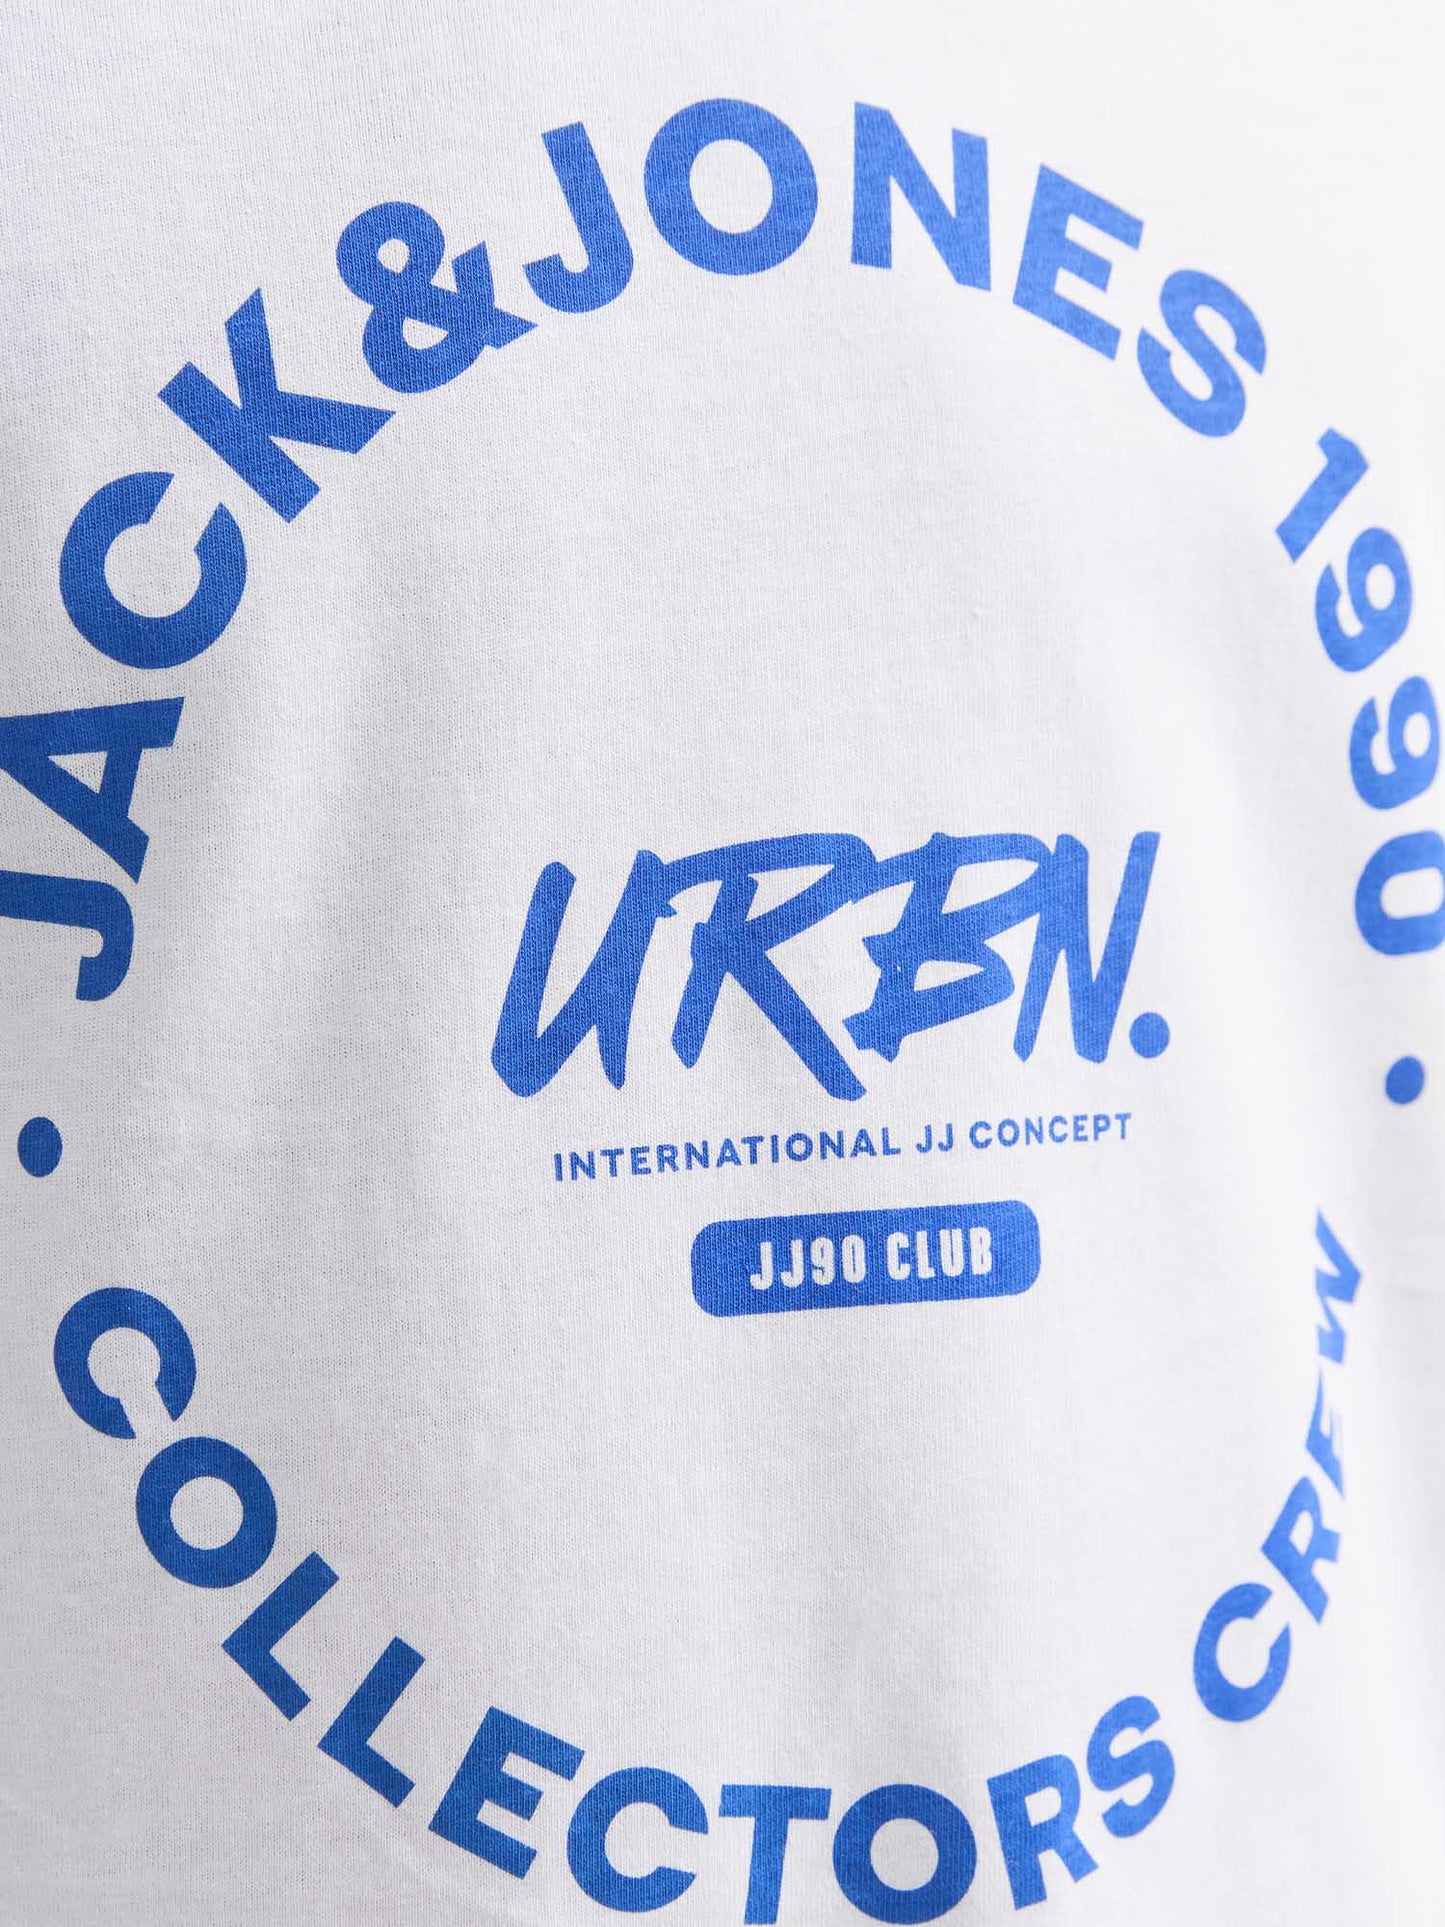 • JACK&JONES 1990 •
URBN.
INTERNATIONAL JJ CONCEPT
JJ90 CLUB
COLLECTORS CREW